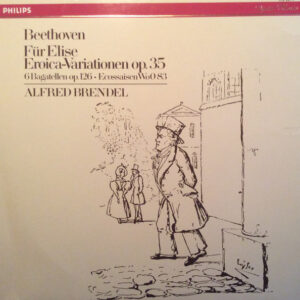 PHILIPS
Beethoven
Für Elise
Eroica-Variationen op.35
6 Bagatellen op.126 - Ecossaisen WoO 83
ALFRED BRENDEL